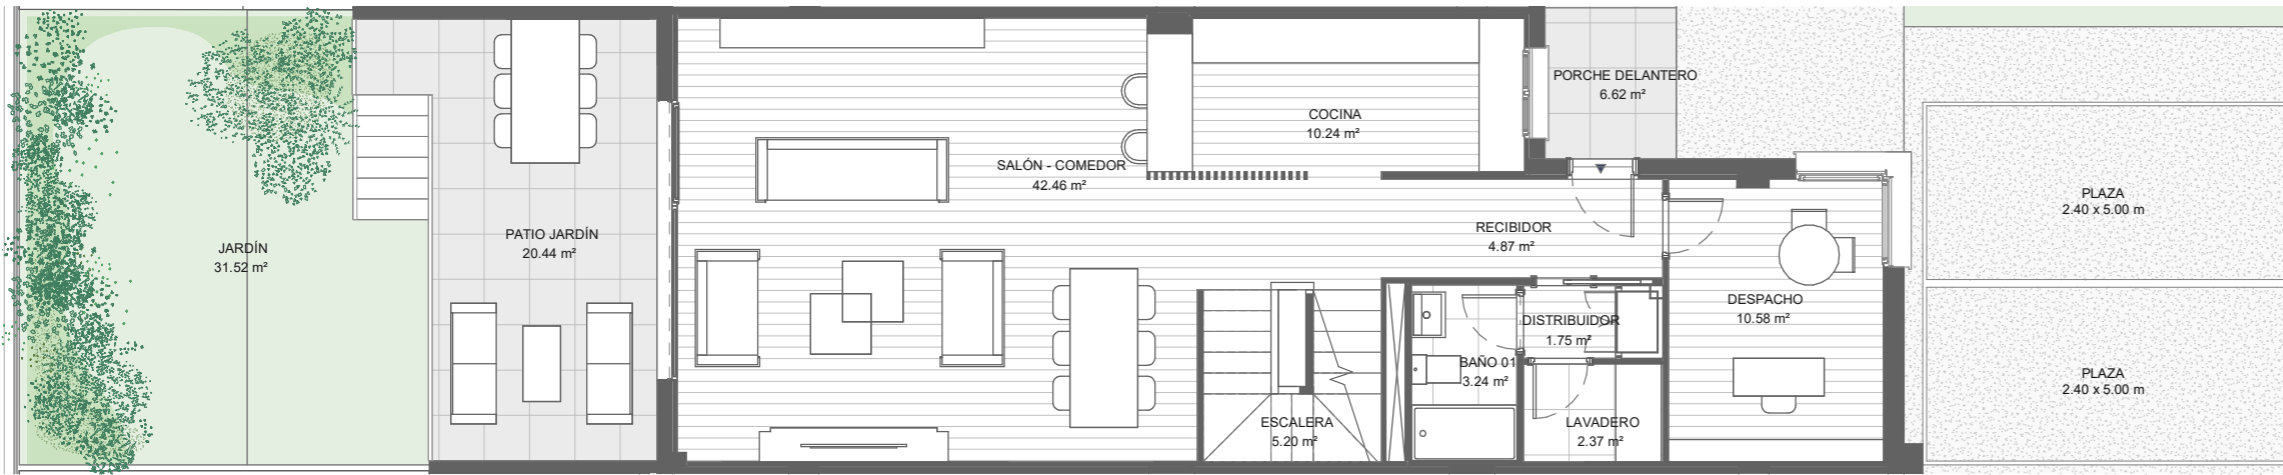 JARDÍN
31.52 m²
PATIO JARDÍN
20.44 m²
SALÓN - COMEDOR
42.46 m²
COCINA
10.24 m²
PORCHE DELANTERO
6.62 m²
RECIBIDOR
4.87 m²
DESPACHO
10.58 m²
DISTRIBUIDOR
1.75 m²
BAÑO 01
3.24 m²
ESCALERA
5.20 m²
LAVADERO
2.37 m²
PLAZA
2.40 x 5.00 m
PLAZA
2.40 x 5.00 m